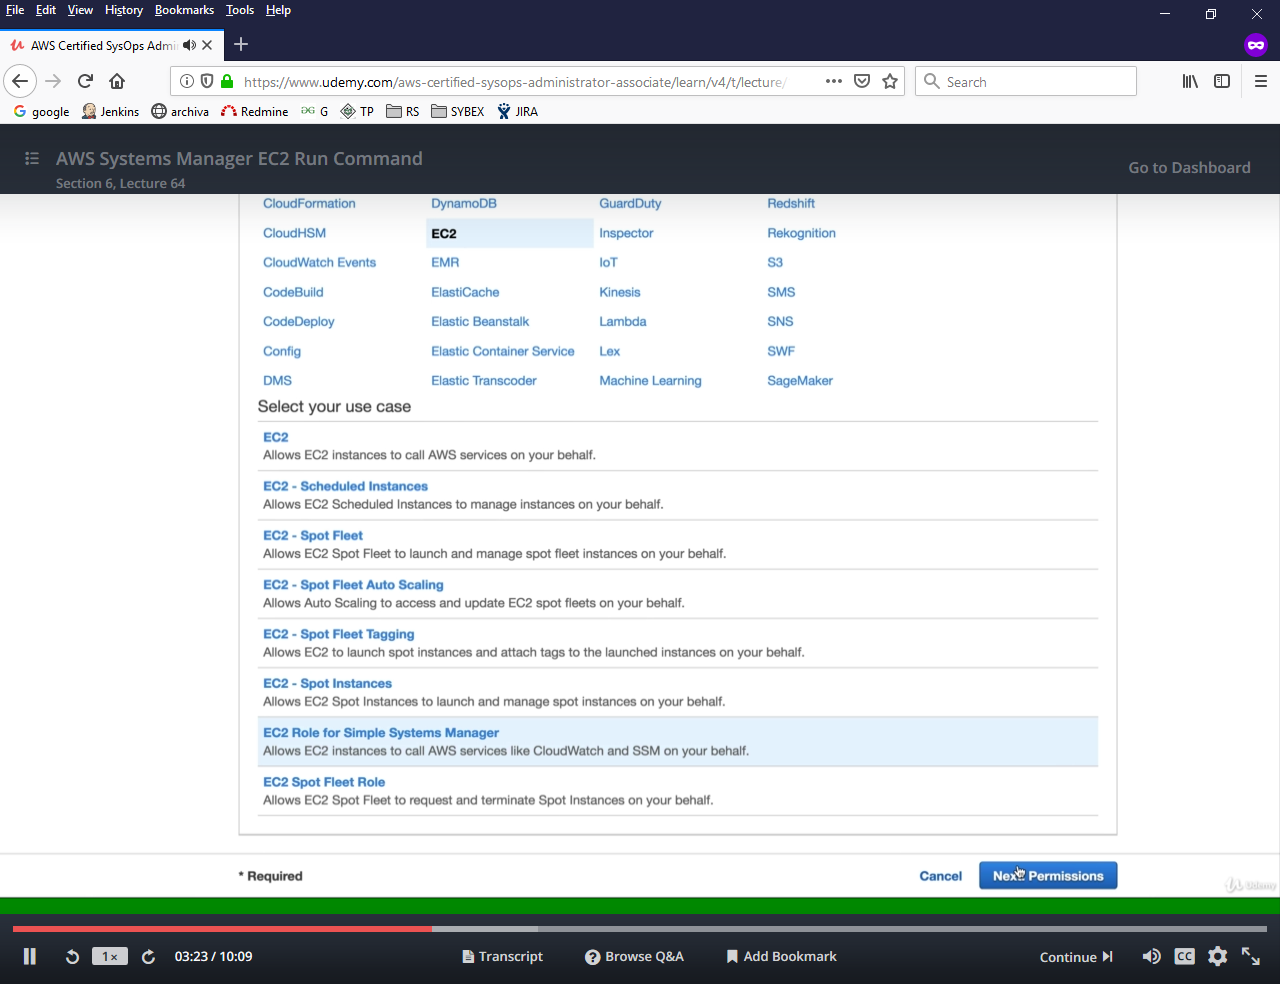 File Edit View History Bookmarks Tools Help
AWS Certified SysOps Admi
https://www.udemy.com/aws-certified-sysops-administrator-associate/learn/v4/t/lecture/
Search
google Jenkins archiva Redmine G TP RS SYBEX JIRA
AWS Systems Manager EC2 Run Command
Section 6, Lecture 64
Go to Dashboard
CloudFormation DynamoDB GuardDuty Redshift
CloudHSM EC2 Inspector Rekognition
CloudWatch Events EMR IoT S3
CodeBuild ElastiCache Kinesis SMS
CodeDeploy Elastic Beanstalk Lambda SNS
Config Elastic Container Service Lex SWF
DMS Elastic Transcoder Machine Learning SageMaker
Select your use case
EC2
Allows EC2 instances to call AWS services on your behalf.
EC2 - Scheduled Instances
Allows EC2 Scheduled Instances to manage instances on your behalf.
EC2 - Spot Fleet
Allows EC2 Spot Fleet to launch and manage spot fleet instances on your behalf.
EC2 - Spot Fleet Auto Scaling
Allows Auto Scaling to access and update EC2 spot fleets on your behalf.
EC2 - Spot Fleet Tagging
Allows EC2 to launch spot instances and attach tags to the launched instances on your behalf.
EC2 - Spot Instances
Allows EC2 Spot Instances to launch and manage spot instances on your behalf.
EC2 Role for Simple Systems Manager
Allows EC2 instances to call AWS services like CloudWatch and SSM on your behalf.
EC2 Spot Fleet Role
Allows EC2 Spot Fleet to request and terminate Spot Instances on your behalf.
* Required
Cancel Next: Permissions
Udemy
1× 03:23 / 10:09 Transcript Browse Q&A Add Bookmark Continue CC